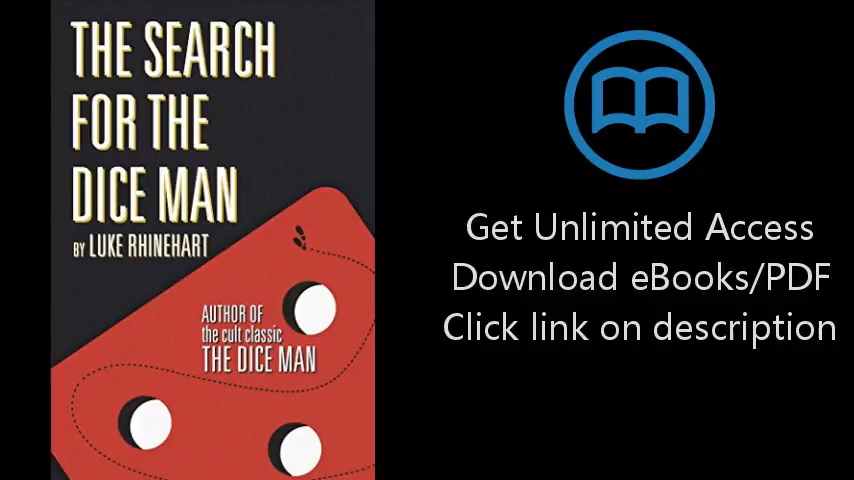 THE SEARCH
FOR THE
DICE MAN
BY LUKE RHINEHART
AUTHOR OF
the cult classic
THE DICE MAN
Get Unlimited Access
Download eBooks/PDF
Click link on description